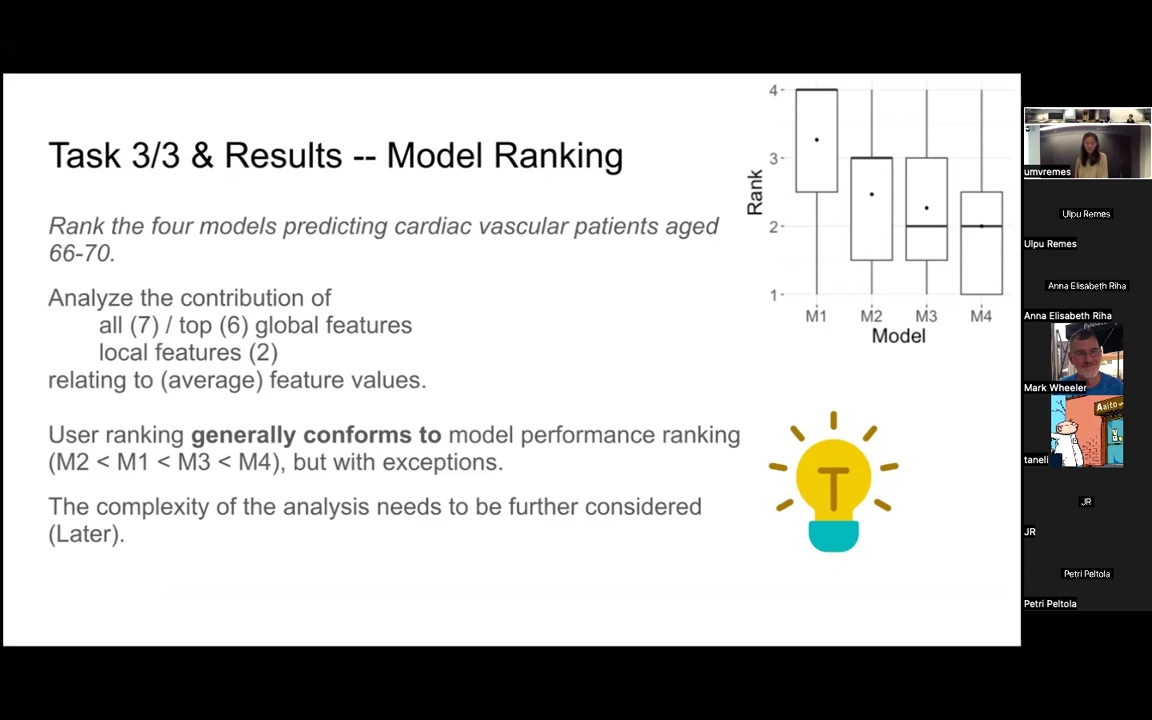 Task 3/3 & Results -- Model Ranking
Rank the four models predicting cardiac vascular patients aged
66-70.
Analyze the contribution of
all (7) / top (6) global features
local features (2)
relating to (average) feature values.
User ranking generally conforms to model performance ranking
(M2 < M1 < M3 < M4), but with exceptions.
The complexity of the analysis needs to be further considered
(Later).
4
3
2
1
Rank
M1 M2 M3 M4
Model
T
umvremes
Ulpu Remes
Ulpu Remes
Anna Elisabeth Riha
Anna Elisabeth Riha
Mark Wheeler
Aalto
taneli
JR
JR
Petri Peltola
Petri Peltola